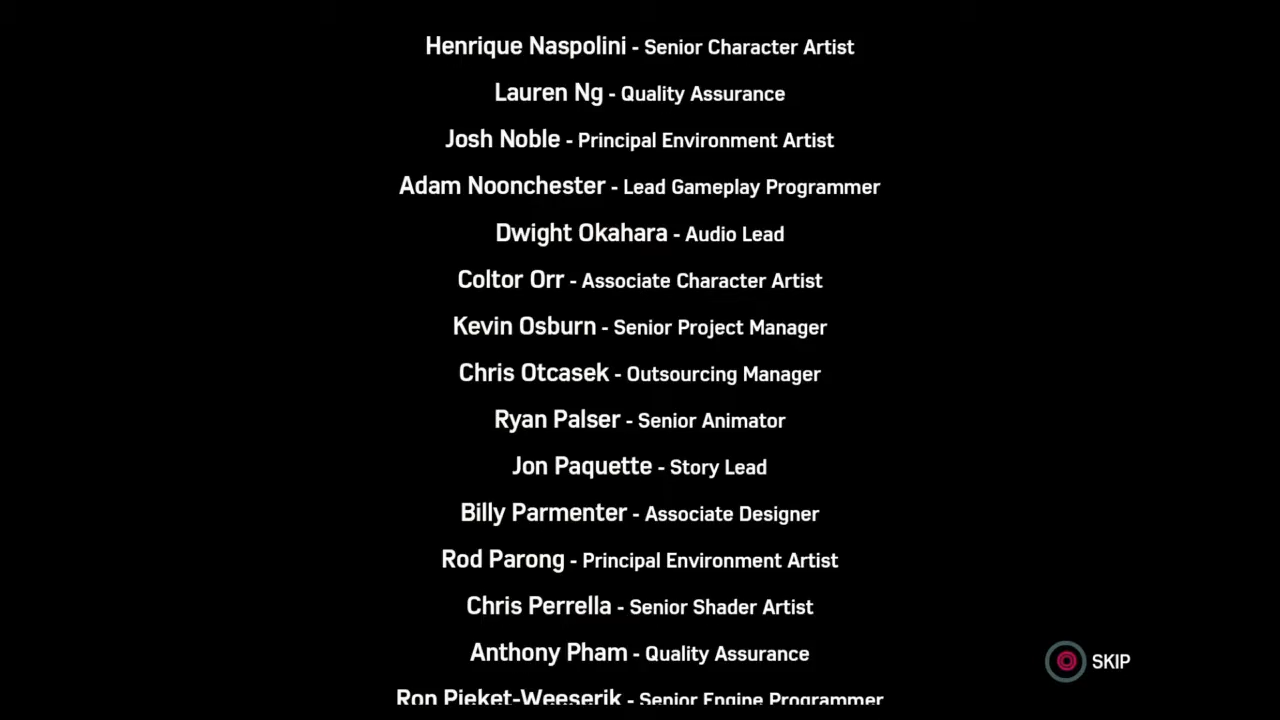 Henrique Naspolini - Senior Character Artist
Lauren Ng - Quality Assurance
Josh Noble - Principal Environment Artist
Adam Noonchester - Lead Gameplay Programmer
Dwight Okahara - Audio Lead
Coltor Orr - Associate Character Artist
Kevin Osburn - Senior Project Manager
Chris Otcasek - Outsourcing Manager
Ryan Palser - Senior Animator
Jon Paquette - Story Lead
Billy Parmenter - Associate Designer
Rod Parong - Principal Environment Artist
Chris Perrella - Senior Shader Artist
Anthony Pham - Quality Assurance
SKIP
Ron Pieket-Weeserik - Senior Engine Programmer